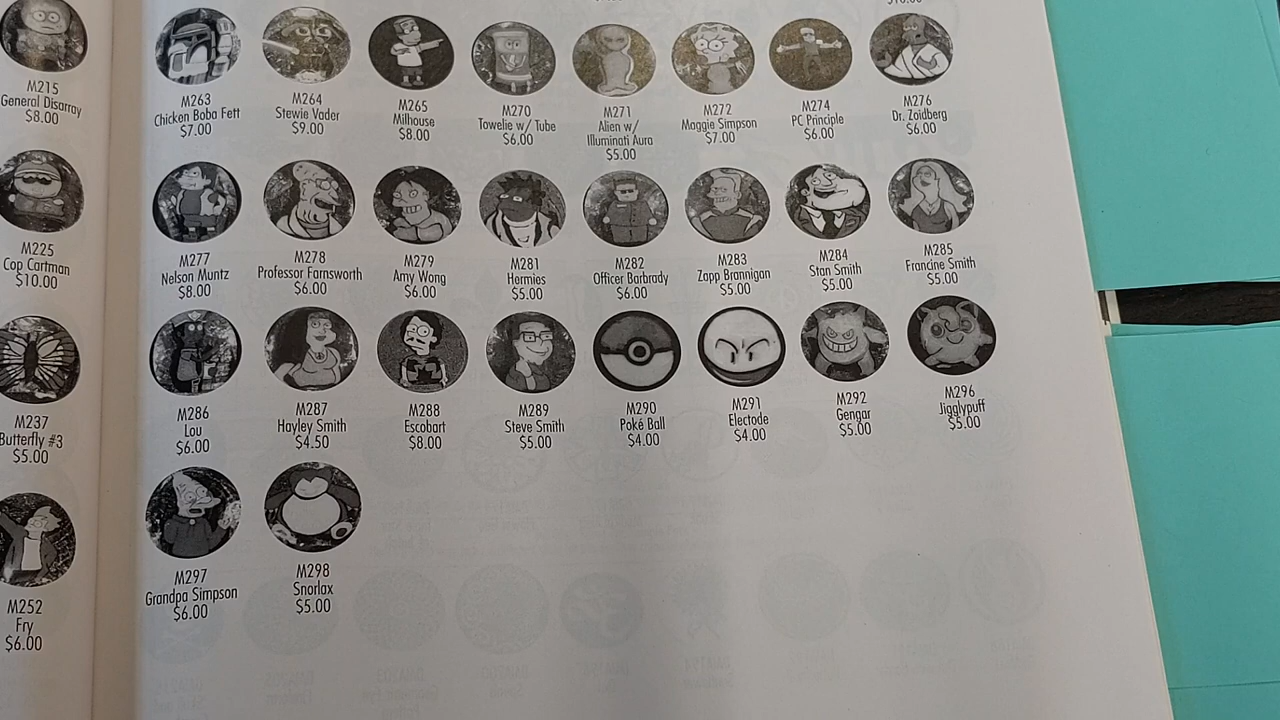 M215
General Disarray
$8.00
M225
Cop Cartman
$10.00
M237
Butterfly #3
$5.00
M252
Fry
$6.00
M263
Chicken Boba Fett
$7.00
M264
Stewie Vader
$9.00
M265
Milhouse
$8.00
M270
Towelie w/ Tube
$6.00
M271
Alien w/
Illuminati Aura
$5.00
M272
Maggie Simpson
$7.00
M274
PC Principle
$6.00
M276
Dr. Zoidberg
$6.00
M277
Nelson Muntz
$8.00
M278
Professor Farnsworth
$6.00
M279
Amy Wong
$6.00
M281
Hermies
$5.00
M282
Officer Barbrady
$6.00
M283
Zapp Brannigan
$5.00
M284
Stan Smith
$5.00
M285
Francine Smith
$5.00
M286
Lou
$6.00
M287
Hayley Smith
$4.50
M288
Escobart
$8.00
M289
Steve Smith
$5.00
M290
Poké Ball
$4.00
M291
Electode
$4.00
M292
Gengar
$5.00
M296
Jigglypuff
$5.00
M297
Grandpa Simpson
$6.00
M298
Snorlax
$5.00